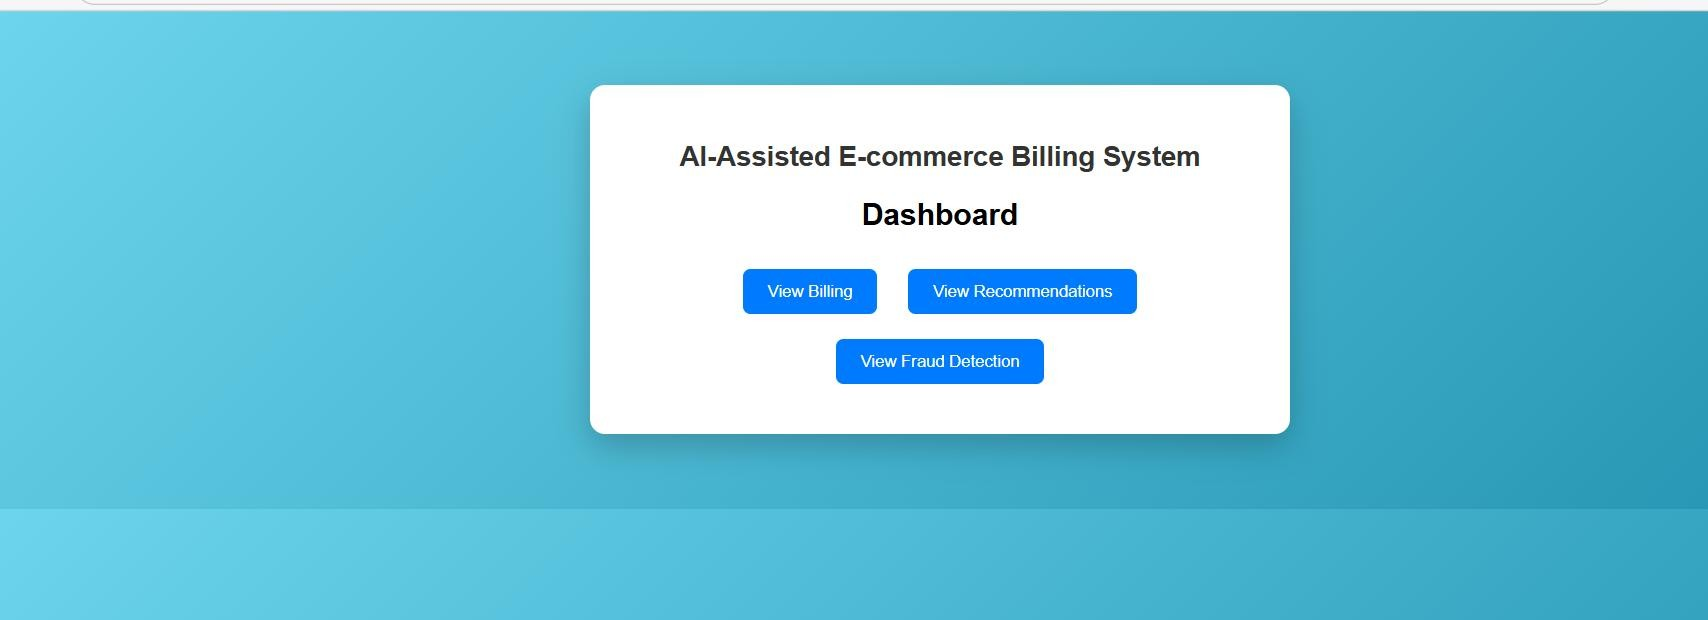 AI-Assisted E-commerce Billing System
Dashboard
View Billing
View Recommendations
View Fraud Detection